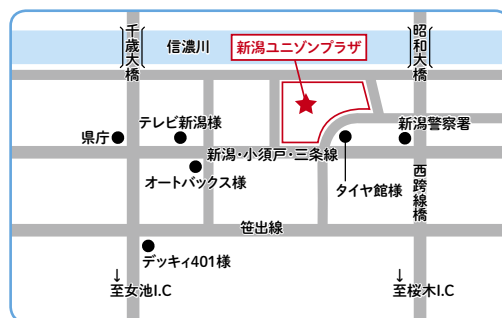 千歳大橋
信濃川
新潟ユニゾンプラザ
昭和大橋
県庁
テレビ新潟様
新潟警察署
新潟・小須戸・三条線
オートバックス様
タイヤ館様
西跨線橋
笹出線
デッキィ401様
↓
至女池I.C
↓
至桜木I.C